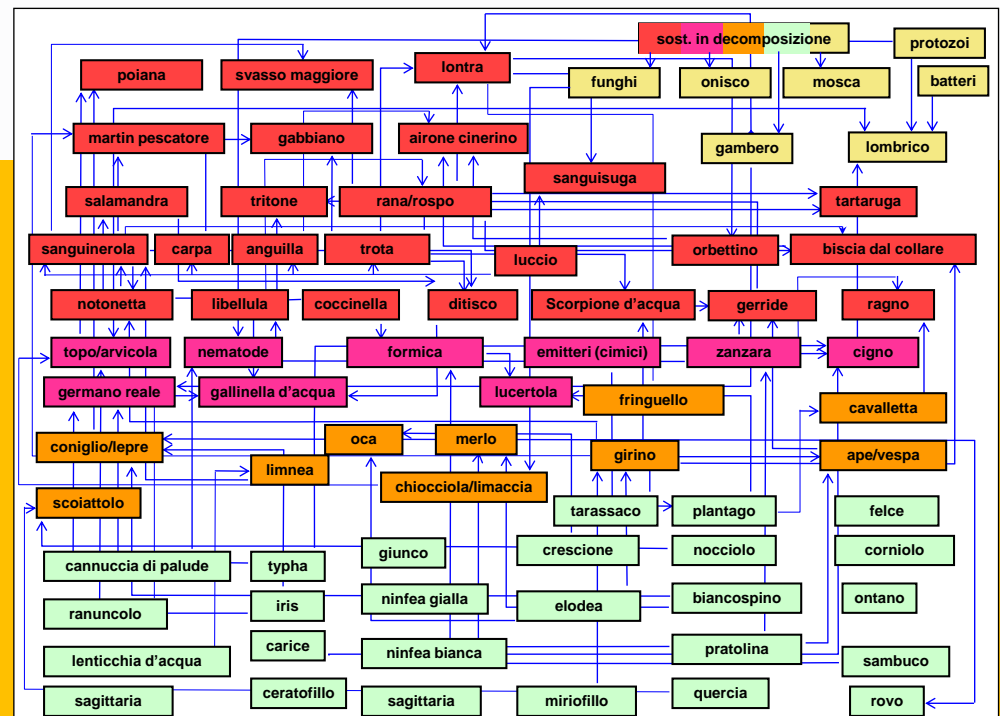 sost. in decomposizione
protozoi
poiana
svasso maggiore
lontra
funghi
onisco
mosca
batteri
martin pescatore
gabbiano
airone cinerino
gambero
lombrico
sanguisuga
salamandra
tritone
rana/rospo
tartaruga
sanguinerola
carpa
anguilla
trota
luccio
orbettino
biscia dal collare
notonetta
libellula
coccinella
ditisco
Scorpione d'acqua
gerride
ragno
topo/arvicola
nematode
formica
emitteri (cimici)
zanzara
cigno
germano reale
gallinella d'acqua
lucertola
fringuello
cavalletta
coniglio/lepre
oca
merlo
girino
ape/vespa
limnea
chiocciola/limaccia
scoiattolo
tarassaco
plantago
felce
cannuccia di palude
typha
giunco
crescione
nocciolo
corniolo
ranuncolo
iris
ninfea gialla
elodea
biancospino
ontano
lenticchia d'acqua
carice
ninfea bianca
pratolina
sambuco
sagittaria
ceratofillo
sagittaria
miriofillo
quercia
rovo